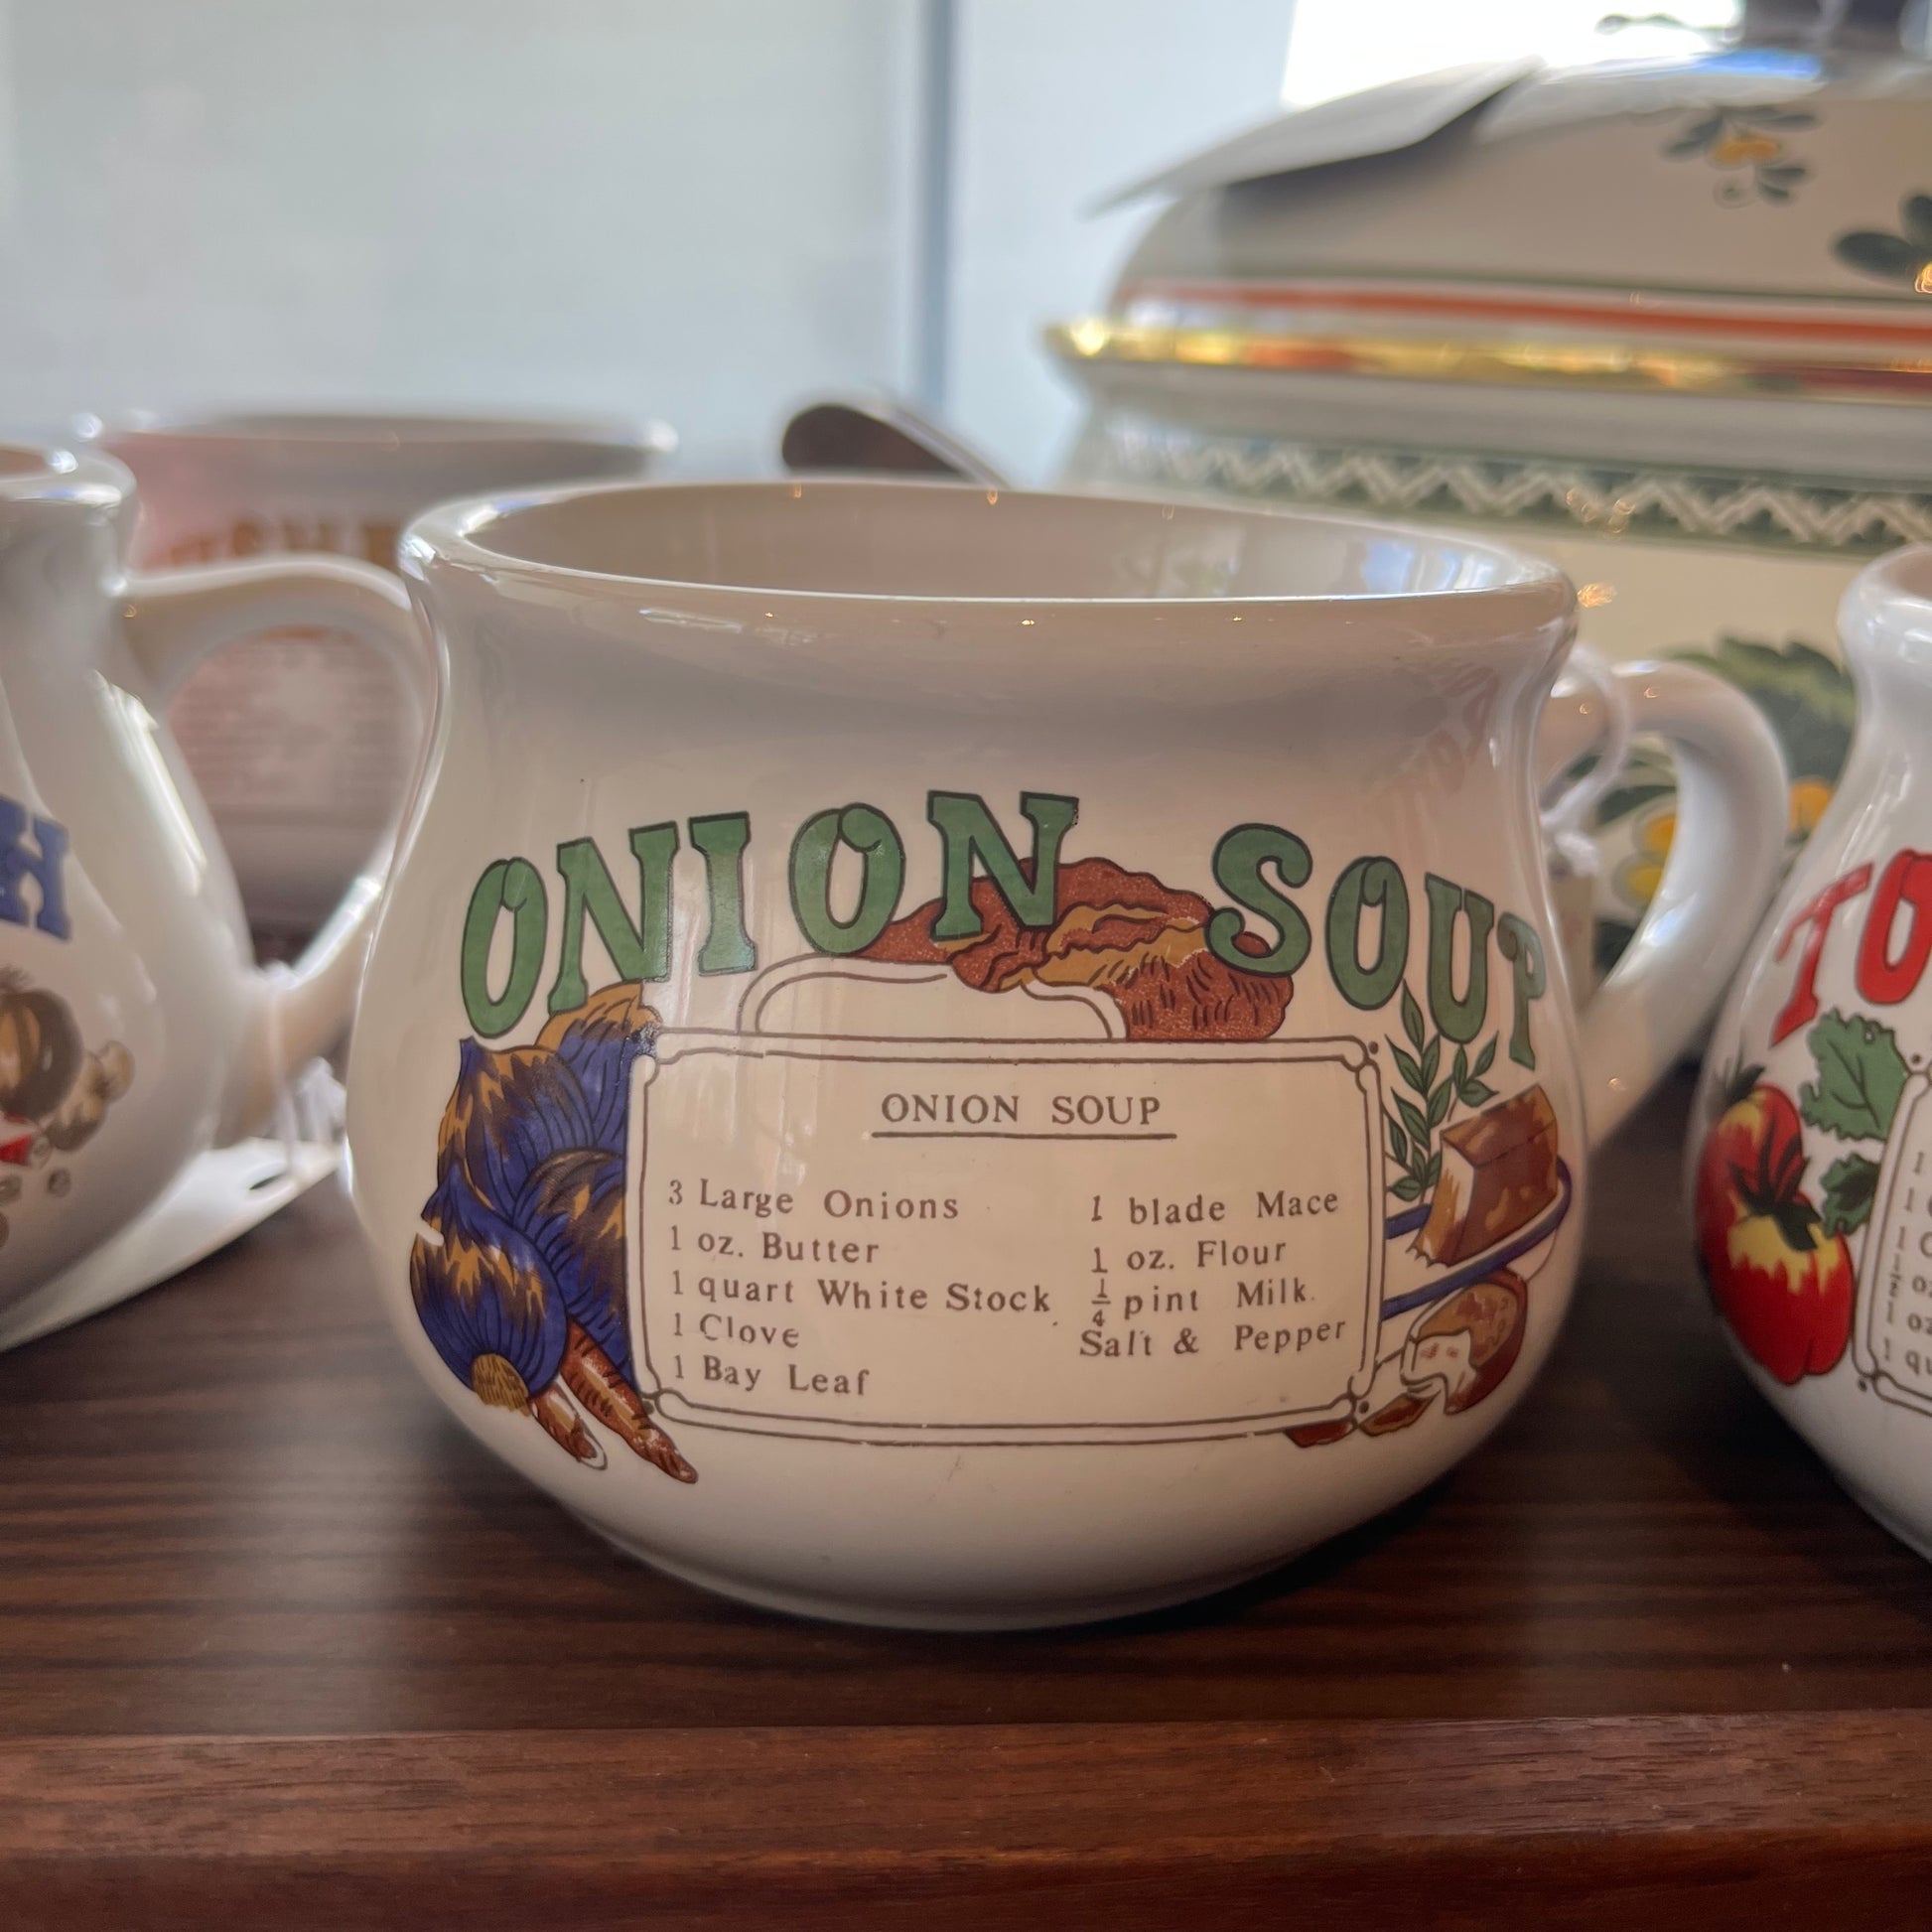 ONION SOUP
ONION SOUP
3 Large Onions
1 oz. Butter
1 quart White Stock
1 Clove
1 Bay Leaf
1 blade Mace
1 oz. Flour
1/4 pint Milk.
Salt & Pepper
H
TO